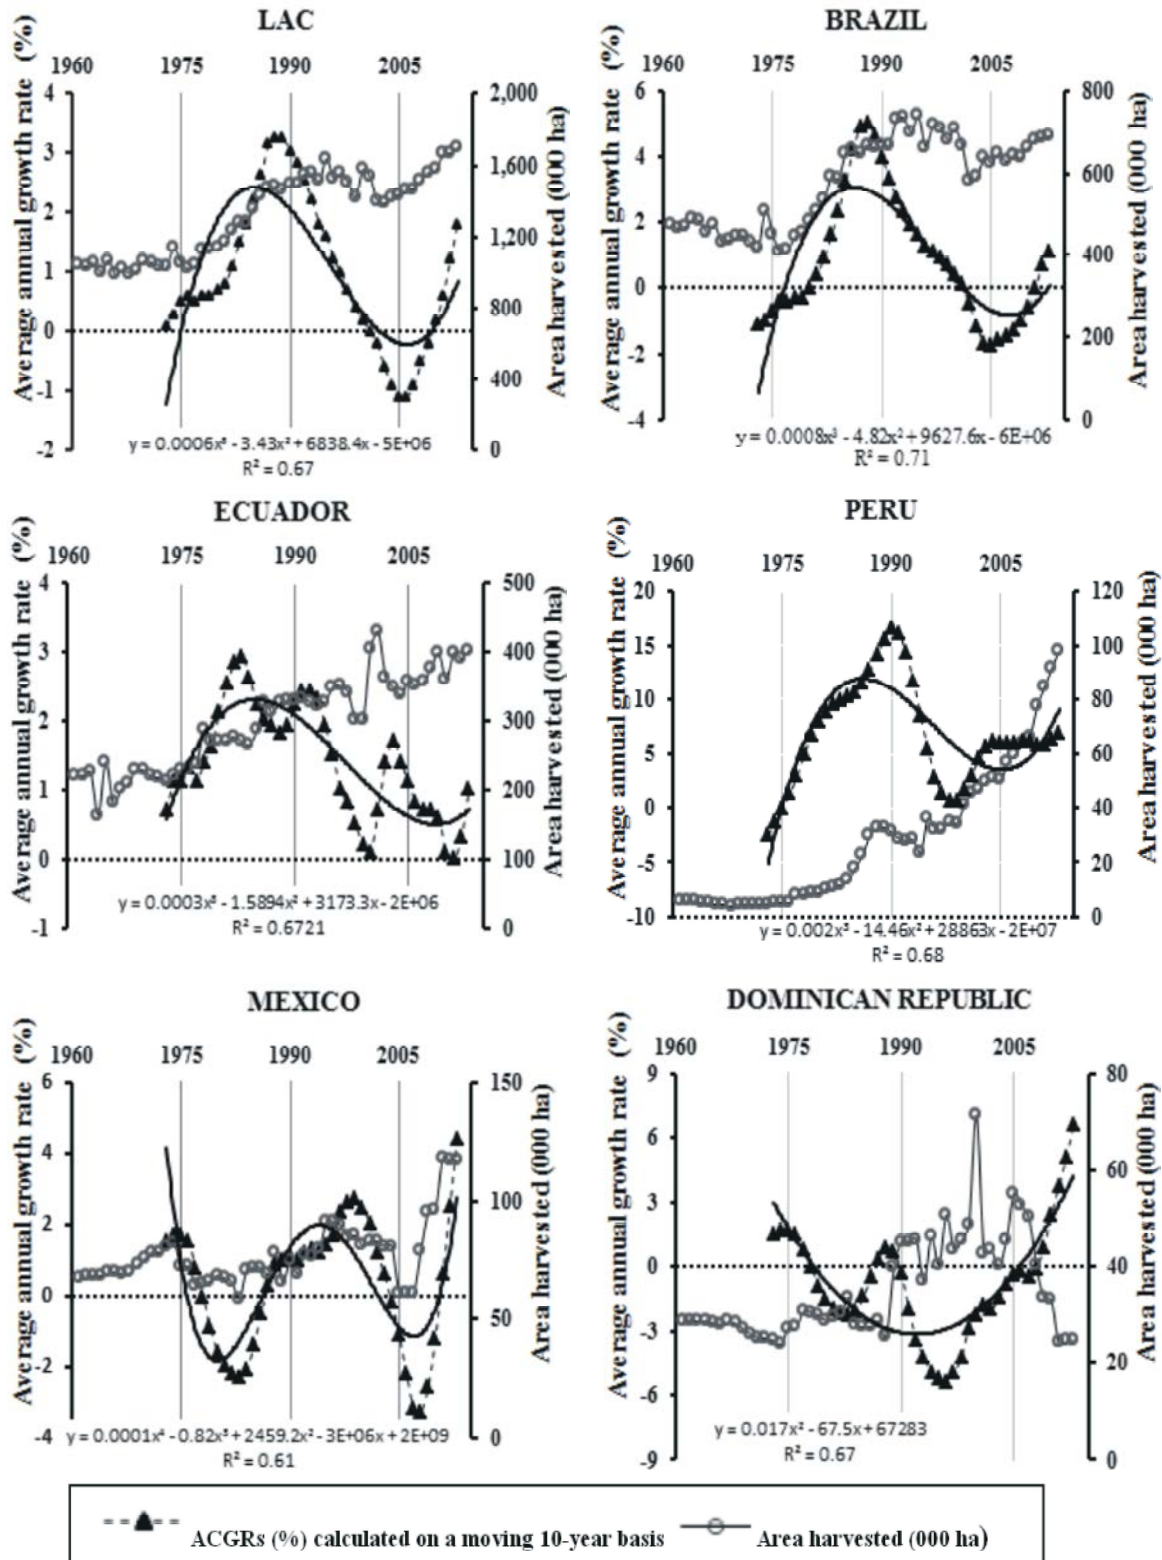 LAC
BRAZIL
Average annual growth rate (%)
1960 1975 1990 2005
4
3
2
1
0
-1
-2
2,000
1,600
1,200
800
400
0
Area harvested (000 ha)
y = 0.0006x³ - 3.43x² + 6838.4x - 5E+06
R² = 0.67
Average annual growth rate (%)
1960 1975 1990 2005
6
4
2
0
-2
-4
800
600
400
200
0
Area harvested (000 ha)
y = 0.0008x³ - 4.82x² + 9627.6x - 6E+06
R² = 0.71
ECUADOR
PERU
Average annual growth rate (%)
1960 1975 1990 2005
4
3
2
1
0
-1
500
400
300
200
100
0
Area harvested (000 ha)
y = 0.0003x³ - 1.5894x² + 3173.3x - 2E+06
R² = 0.6721
Average annual growth rate (%)
1960 1975 1990 2005
20
15
10
5
0
-5
-10
120
100
80
60
40
20
0
Area harvested (000 ha)
y = 0.002x³ - 14.46x² + 28863x - 2E+07
R² = 0.68
MEXICO
DOMINICAN REPUBLIC
Average annual growth rate (%)
1960 1975 1990 2005
6
4
2
0
-2
-4
150
100
50
0
Area harvested (000 ha)
y = 0.0001x⁴ - 0.82x³ + 2459.2x² - 3E+06x + 2E+09
R² = 0.61
Average annual growth rate (%)
1960 1975 1990 2005
9
6
3
0
-3
-6
-9
80
60
40
20
0
Area harvested (000 ha)
y = 0.017x² - 67.5x + 67283
R² = 0.67
ACGRs (%) calculated on a moving 10-year basis
Area harvested (000 ha)